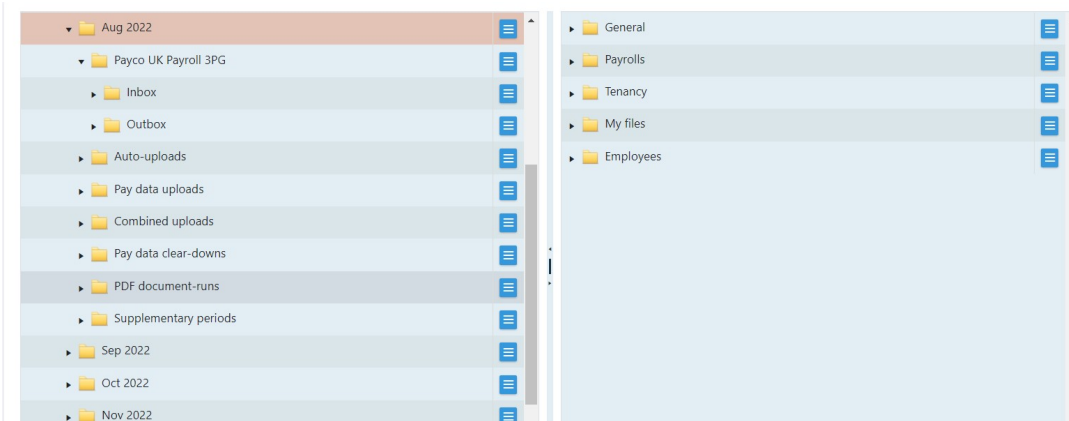 Aug 2022
Payco UK Payroll 3PG
Inbox
Outbox
Auto-uploads
Pay data uploads
Combined uploads
Pay data clear-downs
PDF document-runs
Supplementary periods
Sep 2022
Oct 2022
Nov 2022
General
Payrolls
Tenancy
My files
Employees